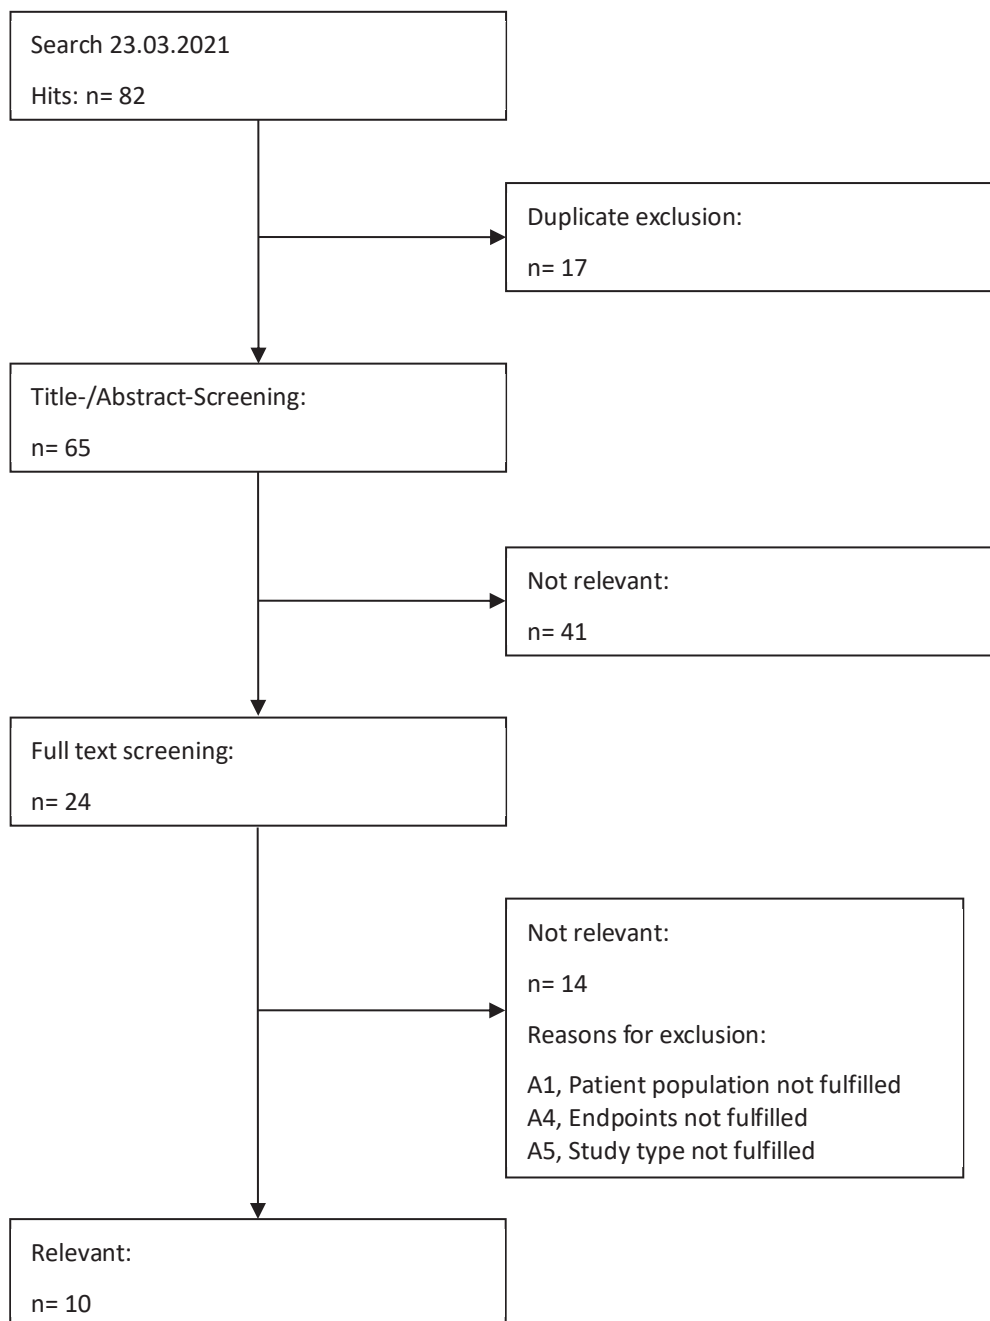 Search 23.03.2021
Hits: n= 82
Duplicate exclusion:
n= 17
Title-/Abstract-Screening:
n= 65
Not relevant:
n= 41
Full text screening:
n= 24
Not relevant:
n= 14
Reasons for exclusion:
A1, Patient population not fulfilled
A4, Endpoints not fulfilled
A5, Study type not fulfilled
Relevant:
n= 10